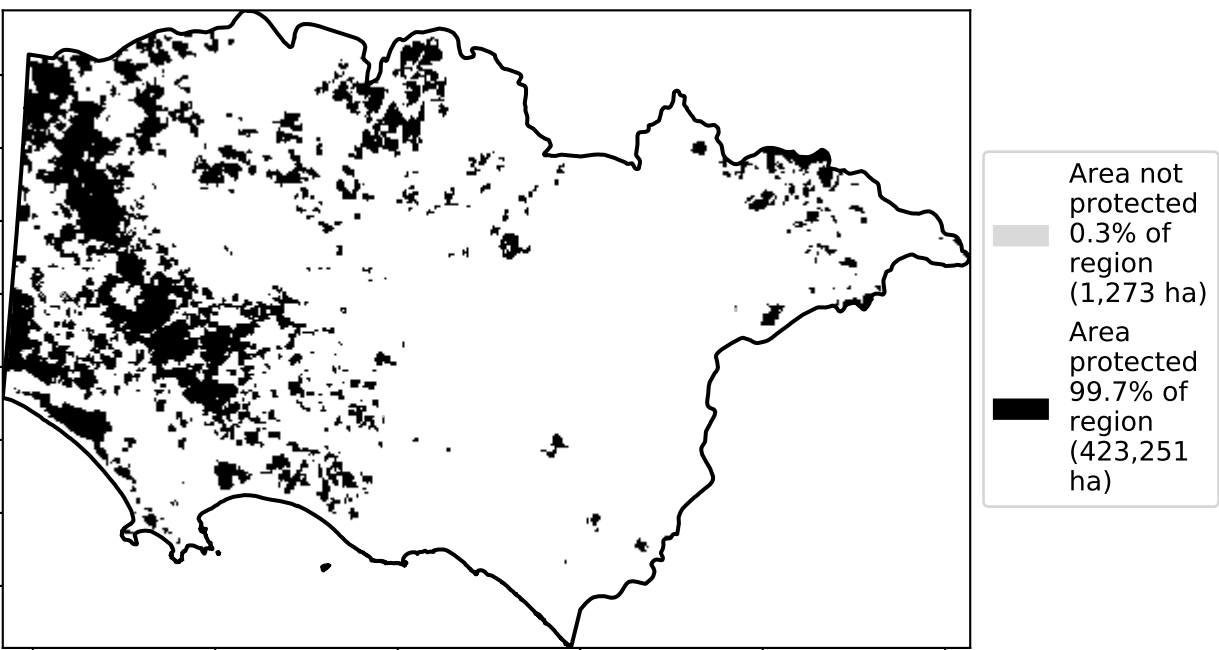 Area not
protected
0.3% of
region
(1,273 ha)
Area
protected
99.7% of
region
(423,251
ha)